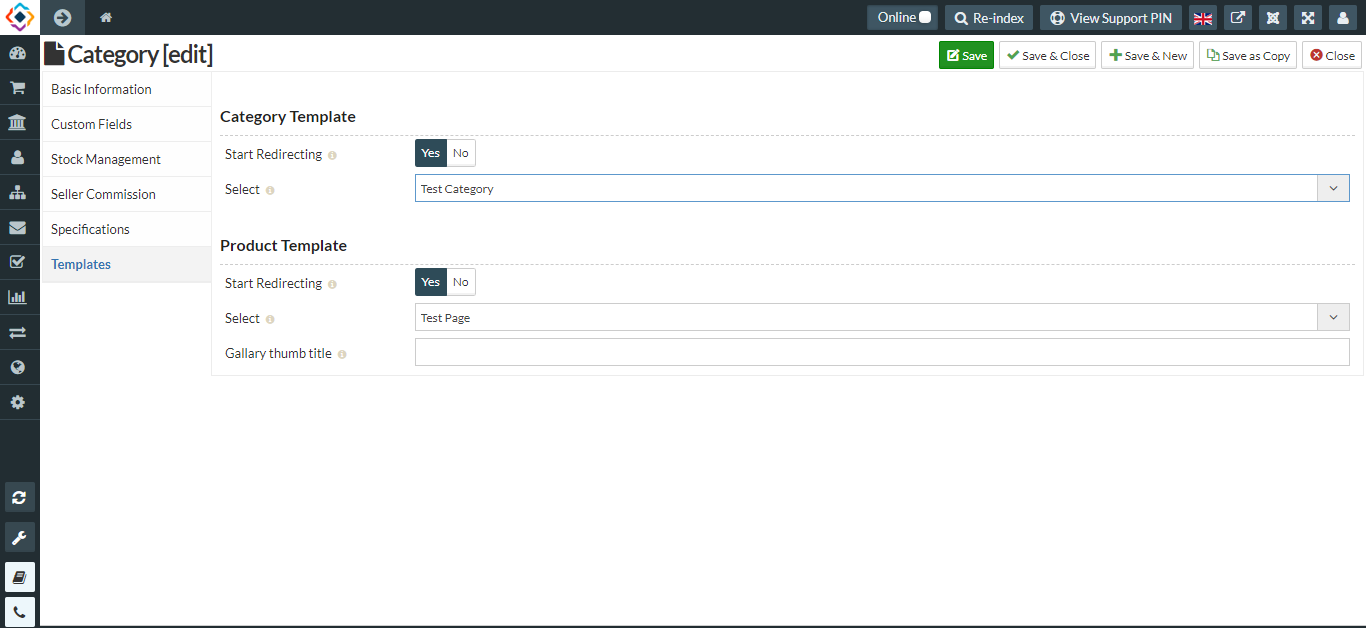 Online
Re-index
View Support PIN
Category [edit]
Save
Save & Close
Save & New
Save as Copy
Close
Basic Information
Custom Fields
Stock Management
Seller Commission
Specifications
Templates
Category Template
Start Redirecting
Yes No
Select
Test Category
Product Template
Start Redirecting
Yes No
Select
Test Page
Gallary thumb title